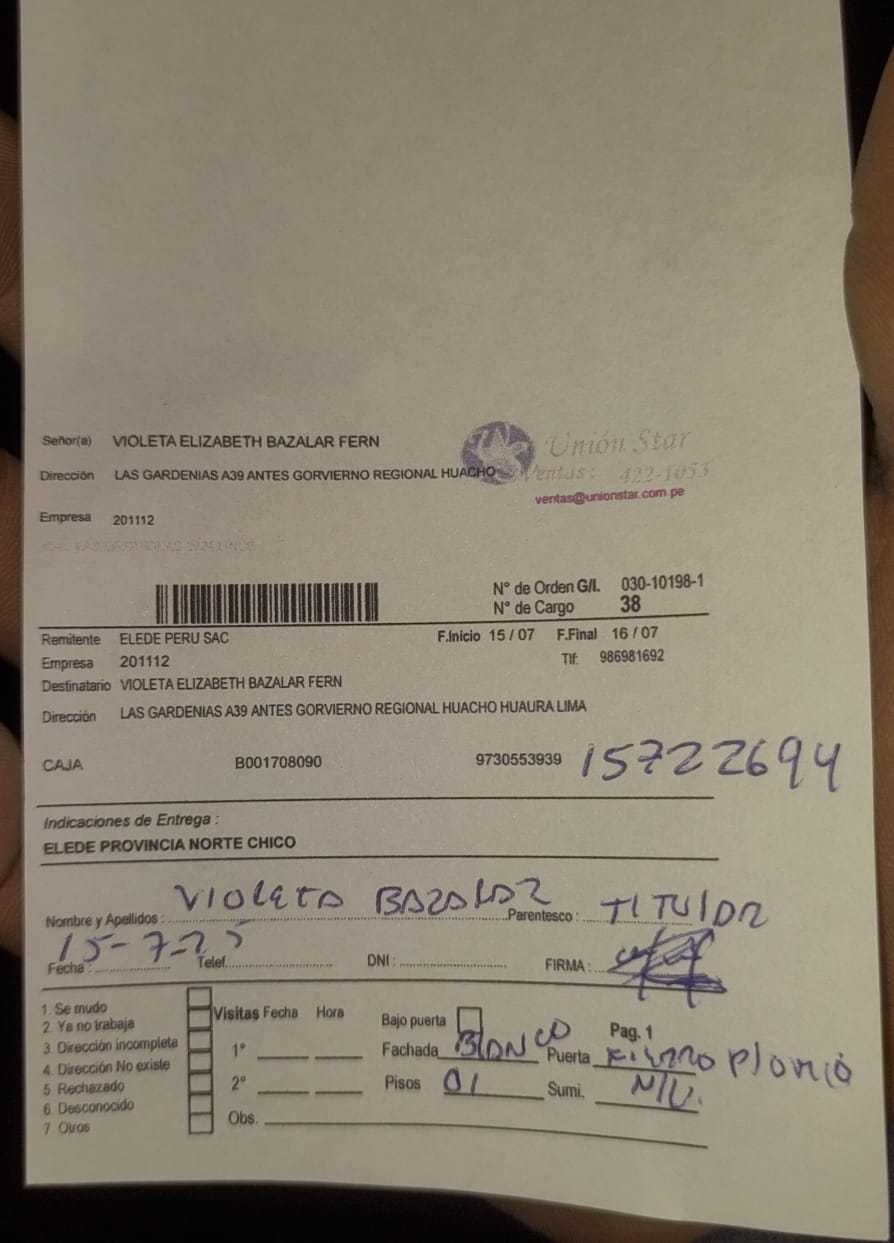 Señor(a) VIOLETA ELIZABETH BAZALAR FERN
Unión Star
Dirección LAS GARDENIAS A39 ANTES GORVIERNO REGIONAL HUACHO
Ventas: 422-1053
ventas@unionstar.com.pe
Empresa 201112
N° de Orden G/I. 030-10198-1
N° de Cargo 38
Remitente ELEDE PERU SAC F.Inicio 15 / 07 F.Final 16 / 07
Empresa 201112 Tlf: 986981692
Destinatario VIOLETA ELIZABETH BAZALAR FERN
Dirección LAS GARDENIAS A39 ANTES GORVIERNO REGIONAL HUACHO HUAURA LIMA
CAJA B001708090 9730553939 15722694
Indicaciones de Entrega :
ELEDE PROVINCIA NORTE CHICO
Nombre y Apellidos : VIOLETA BAZALAR Parentesco : TITULAR
Fecha : 15-7-25 Telef. DNI : FIRMA :
1. Se mudo
2. Ya no trabaja
3. Dirección incompleta
4. Dirección No existe
5. Rechazado
6. Desconocido
7. Otros
Visitas Fecha Hora
1°
2°
Obs.
Bajo puerta Pag. 1
Fachada BLANCO Puerta FIERRO PLOMO
Pisos 01 Sumi. N/V.